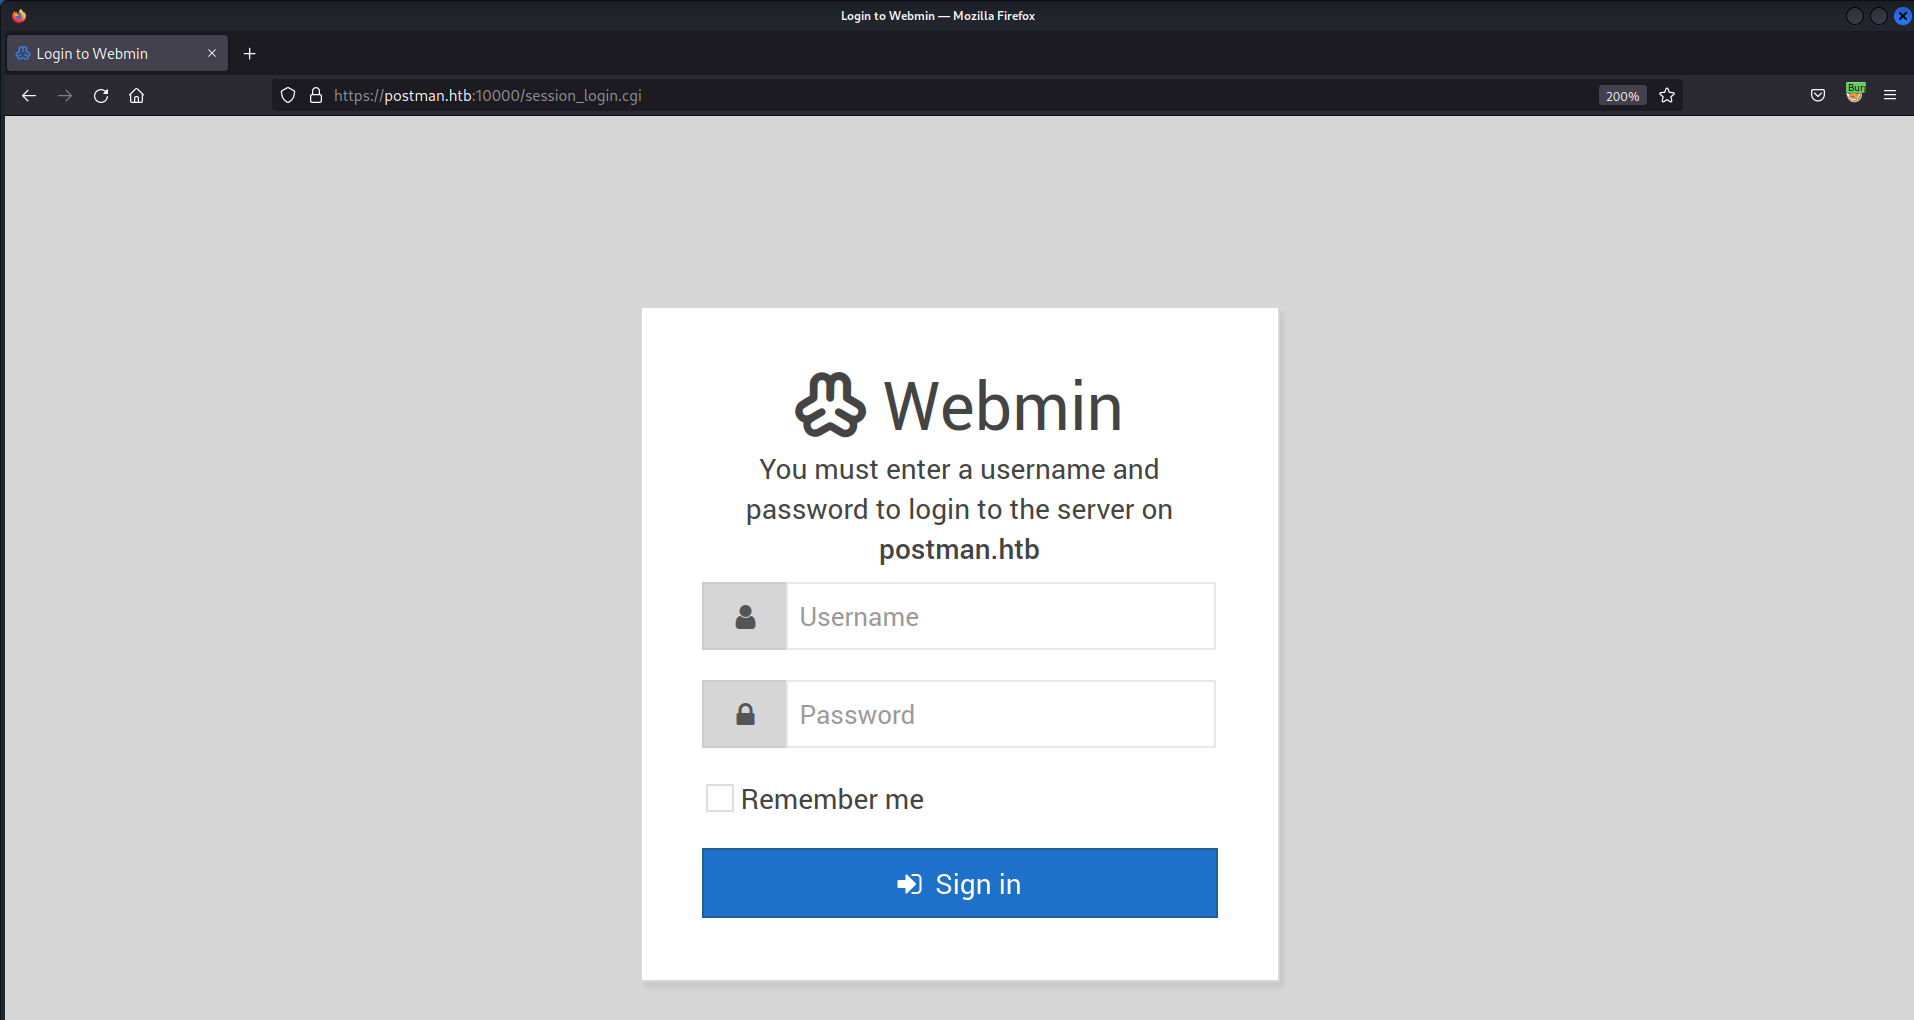 Login to Webmin — Mozilla Firefox
Login to Webmin
https://postman.htb:10000/session_login.cgi
200%
Burp
Webmin
You must enter a username and
password to login to the server on
postman.htb
Username
Password
Remember me
Sign in